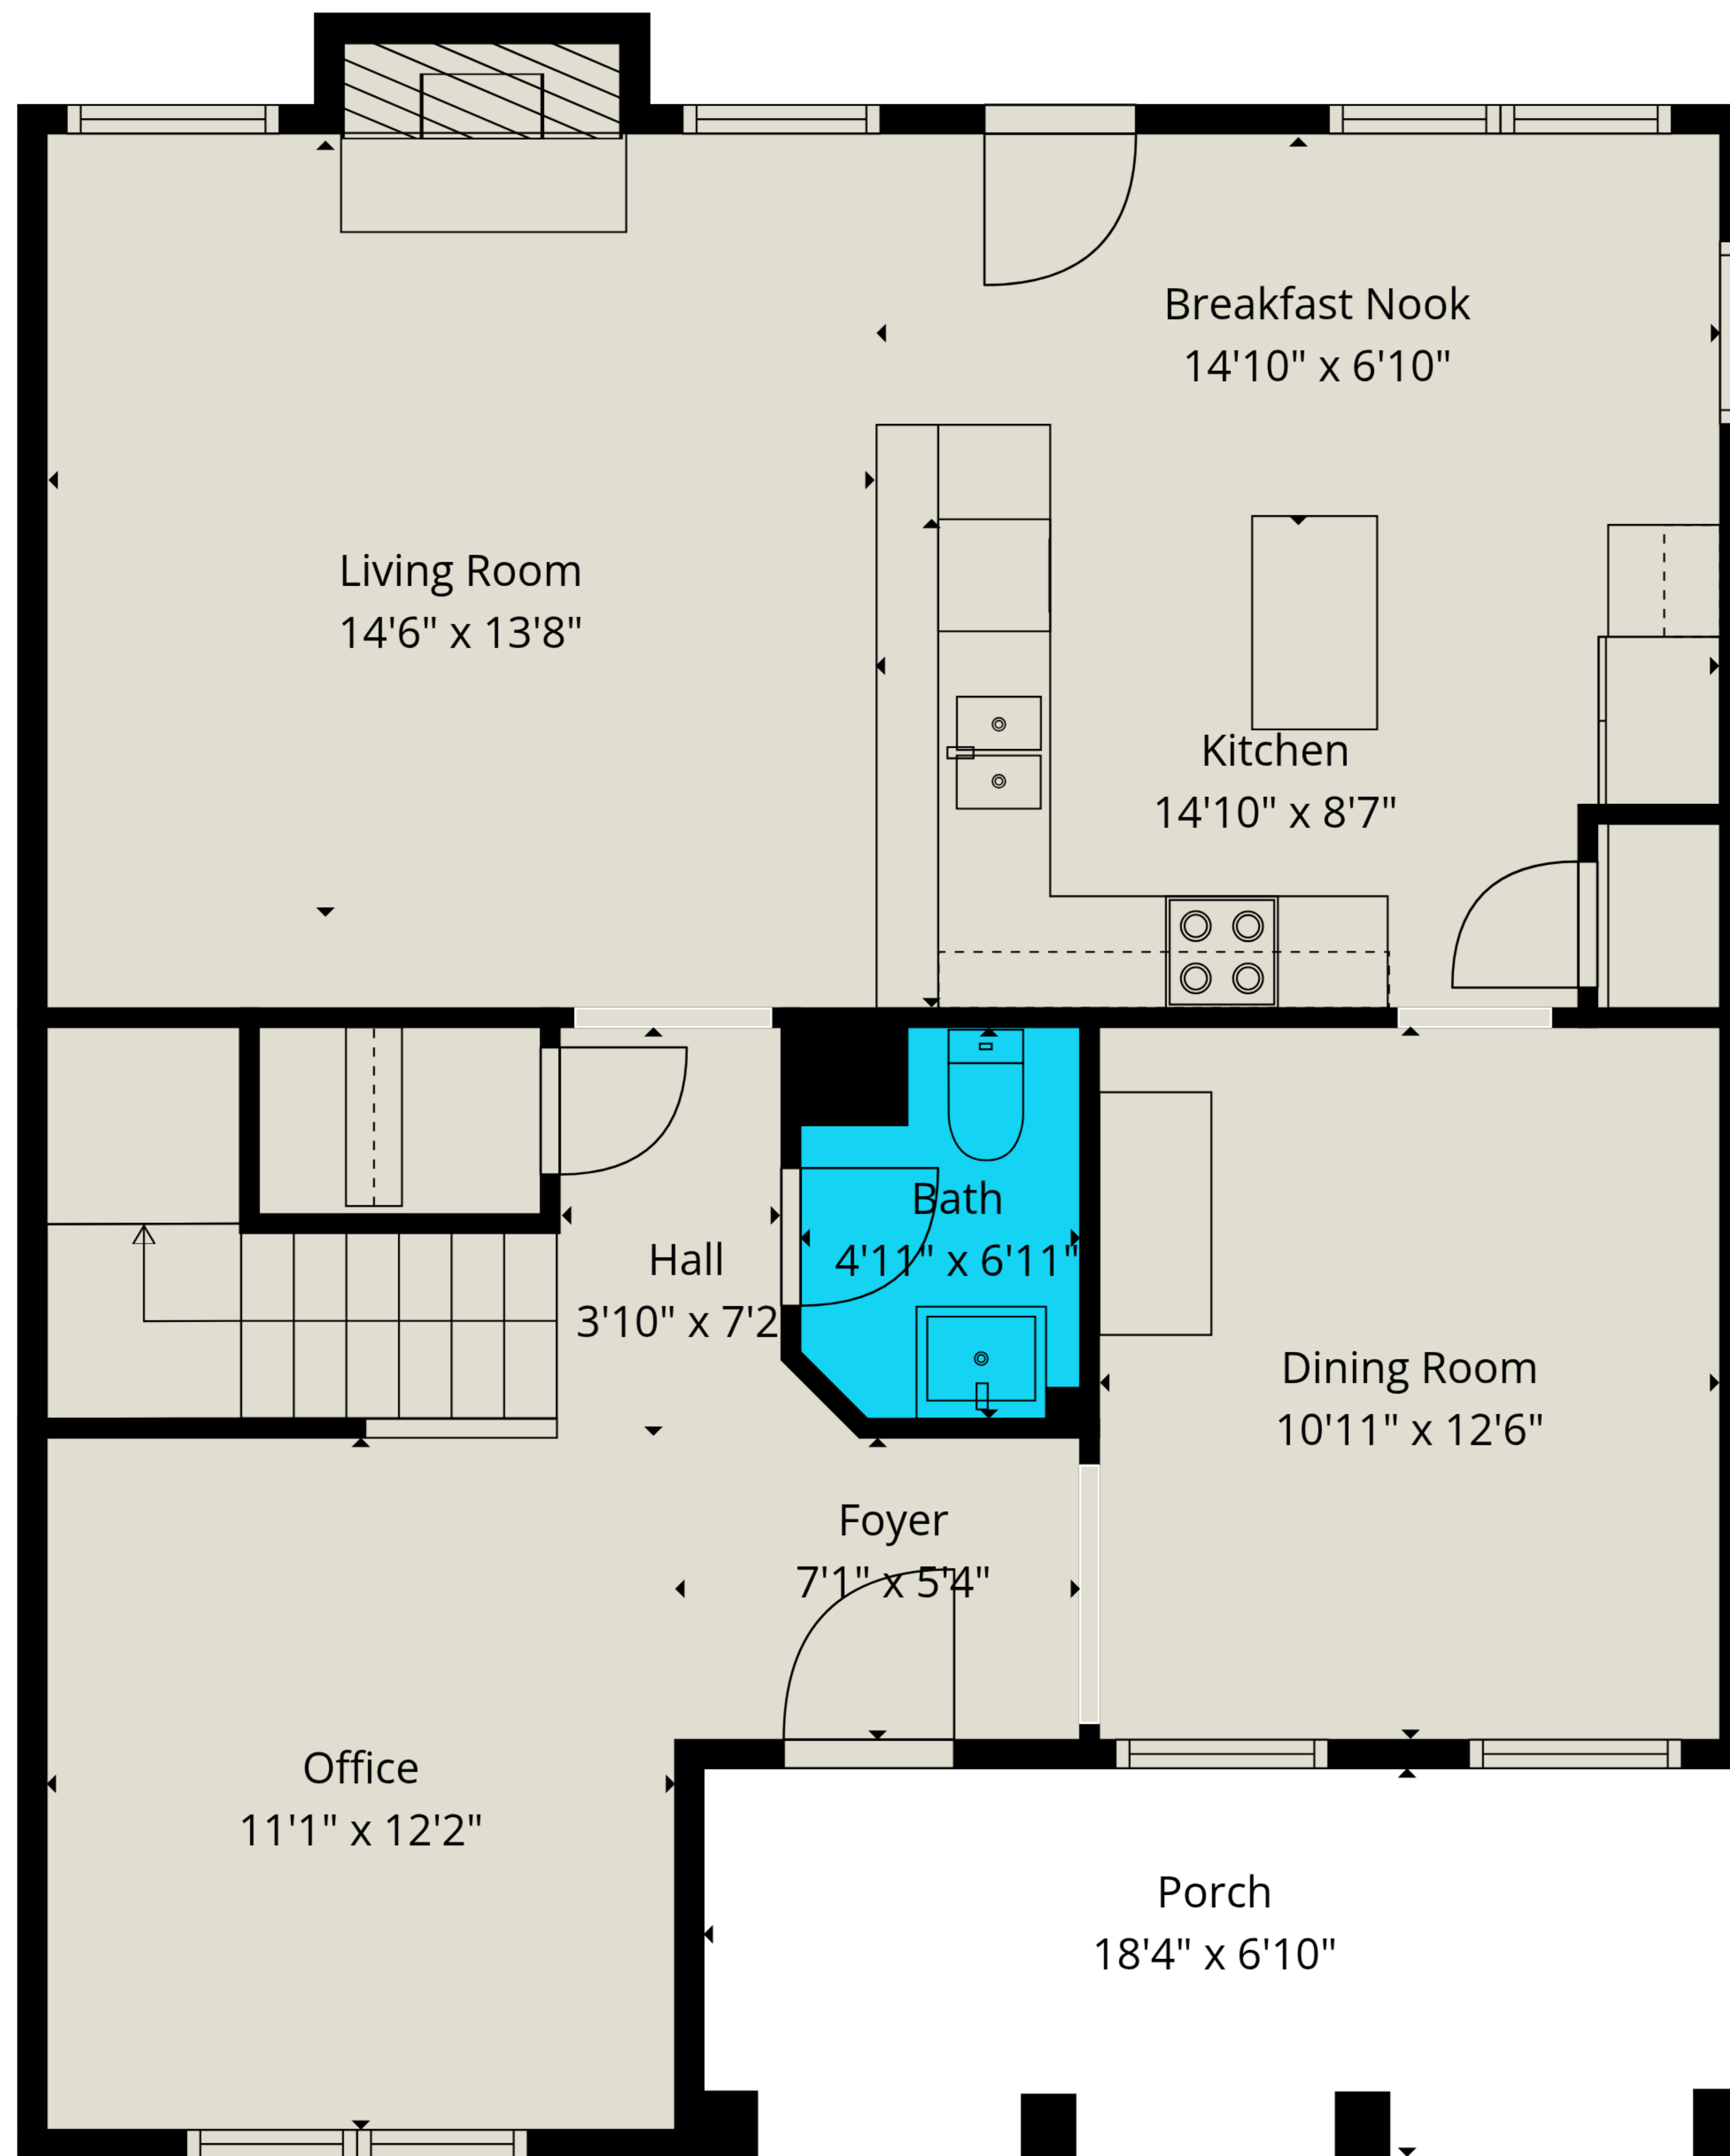 Breakfast Nook
14'10" x 6'10"
Living Room
14'6" x 13'8"
Kitchen
14'10" x 8'7"
Bath
4'11" x 6'11"
Hall
3'10" x 7'2
Dining Room
10'11" x 12'6"
Foyer
7'1" x 5'4"
Office
11'1" x 12'2"
Porch
18'4" x 6'10"